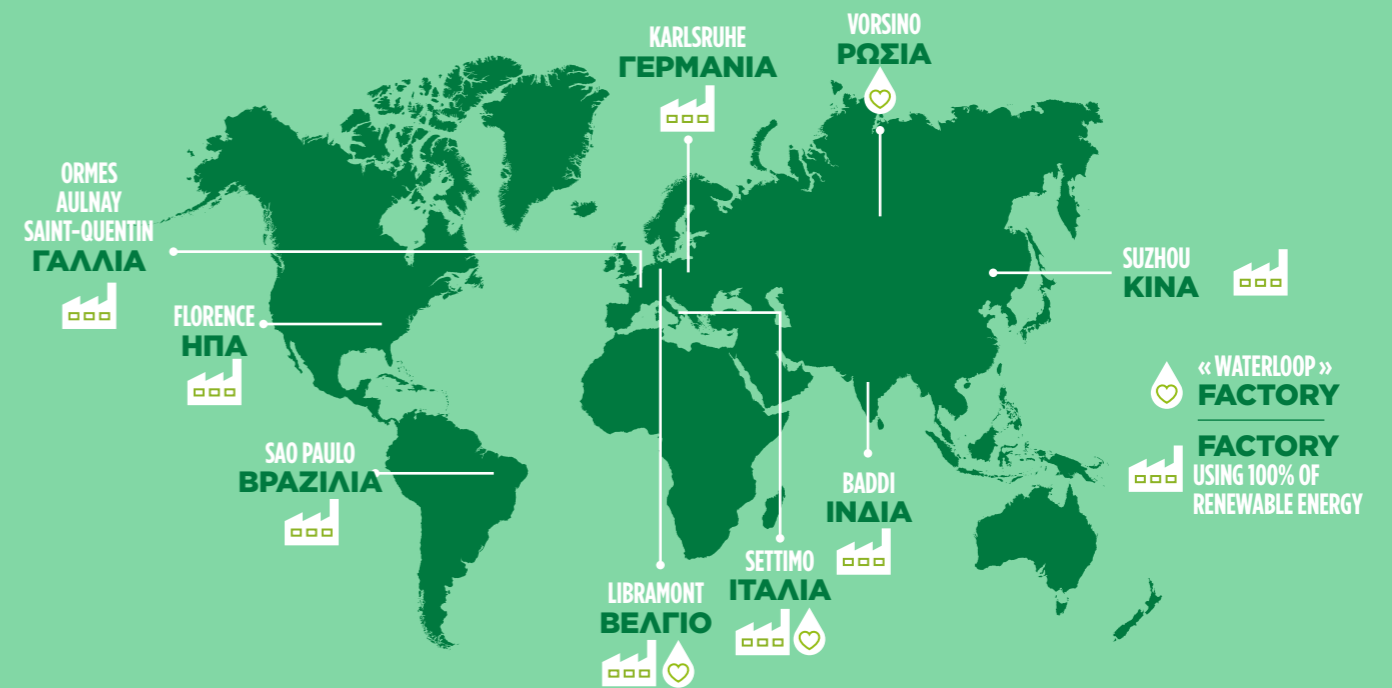 KARLSRUHE
ΓΕΡΜΑΝΙΑ
VORSINO
ΡΩΣΙΑ
ORMES
AULNAY
SAINT-QUENTIN
ΓΑΛΛΙΑ
FLORENCE
ΗΠΑ
SAO PAULO
ΒΡΑΖΙΛΙΑ
LIBRAMONT
ΒΕΛΓΙΟ
SETTIMO
ΙΤΑΛΙΑ
BADDI
ΙΝΔΙΑ
SUZHOU
ΚΙΝΑ
« WATERLOOP »
FACTORY
FACTORY
USING 100% OF
RENEWABLE ENERGY